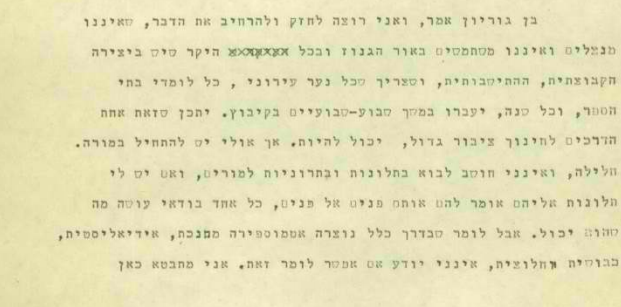 בן גוריון אמר, ואני רוצה לחזק ולהרחיב את הדבר, שאיננו
מנצלים ואיננו משתמשים באור הגנוז ובכל היקר שיש ביצירה
הקבוצתית, ההתישבותית, ושצריך שכל נער עירוני, כל לומדי בתי
הספר, וכל שנה, יעברו במשך שבוע-שבועיים בקיבוץ. יתכן שזאת אחת
הדרכים לחינוך ציבור גדול, יכול להיות. אך אולי יש להתחיל במורה.
חלילה, ואינני חושב לבוא בתלונות ובתרוניות למורים, ואם יש לי
תלונות אליהם אומר להם אותם פנים אל פנים, כל אחד בודאי עושה מה
שהוא יכול. אבל לומר שבדרך כלל נוצרה אטמוספירה מחנכת, אידיאליסטית,
כבושית וחלוצית, אינני יודע אם אפשר לומר זאת. אני מתבטא כאן